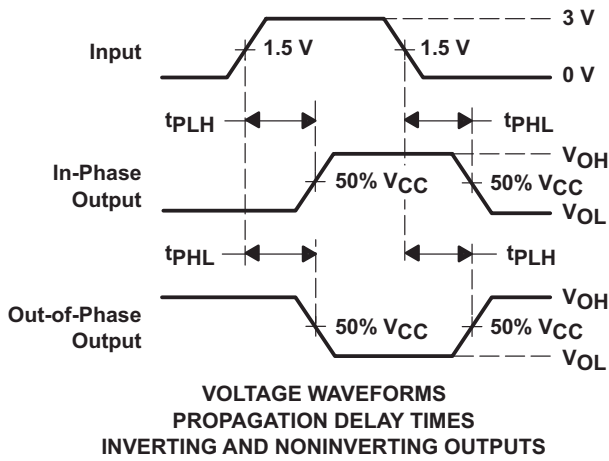 3 V
Input
1.5 V
1.5 V
0 V
tPLH
tPHL
VOH
In-Phase
Output
50% VCC
50% VCC
VOL
tPHL
tPLH
VOH
Out-of-Phase
Output
50% VCC
50% VCC
VOL
VOLTAGE WAVEFORMS
PROPAGATION DELAY TIMES
INVERTING AND NONINVERTING OUTPUTS